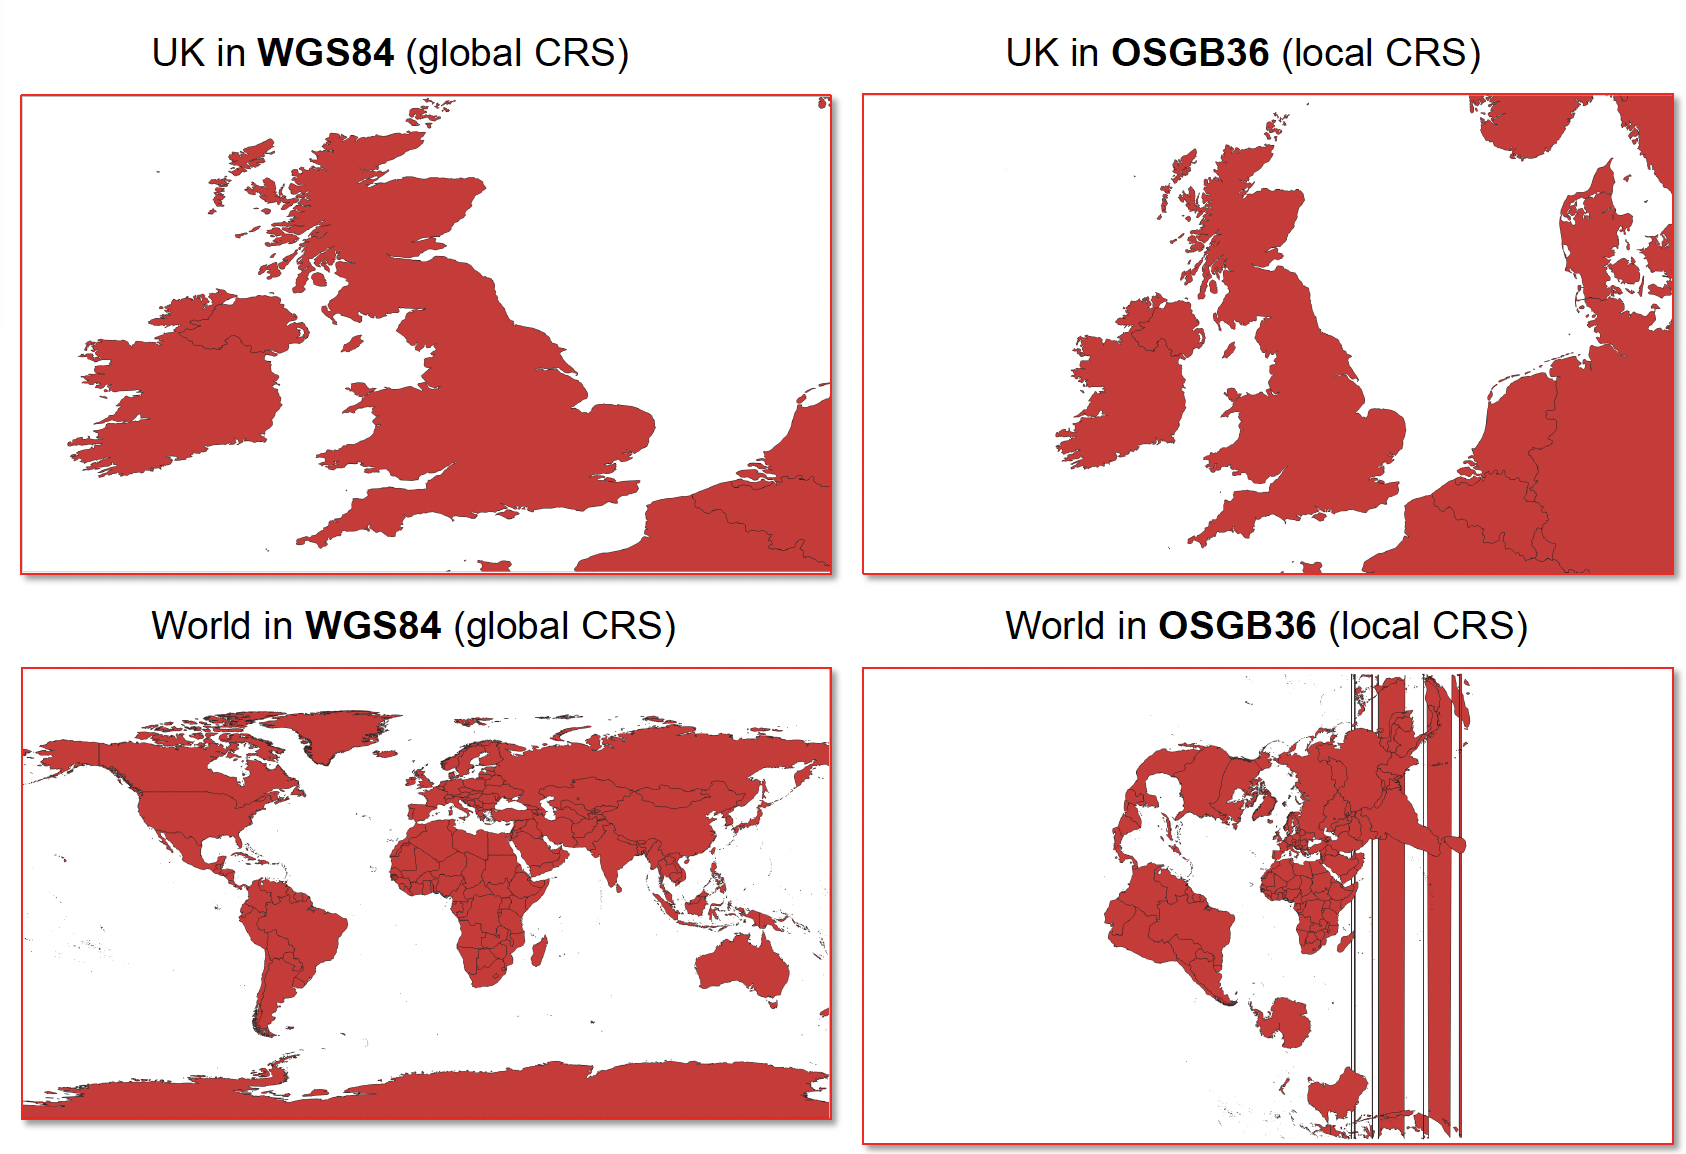 UK in WGS84 (global CRS)
UK in OSGB36 (local CRS)
World in WGS84 (global CRS)
World in OSGB36 (local CRS)